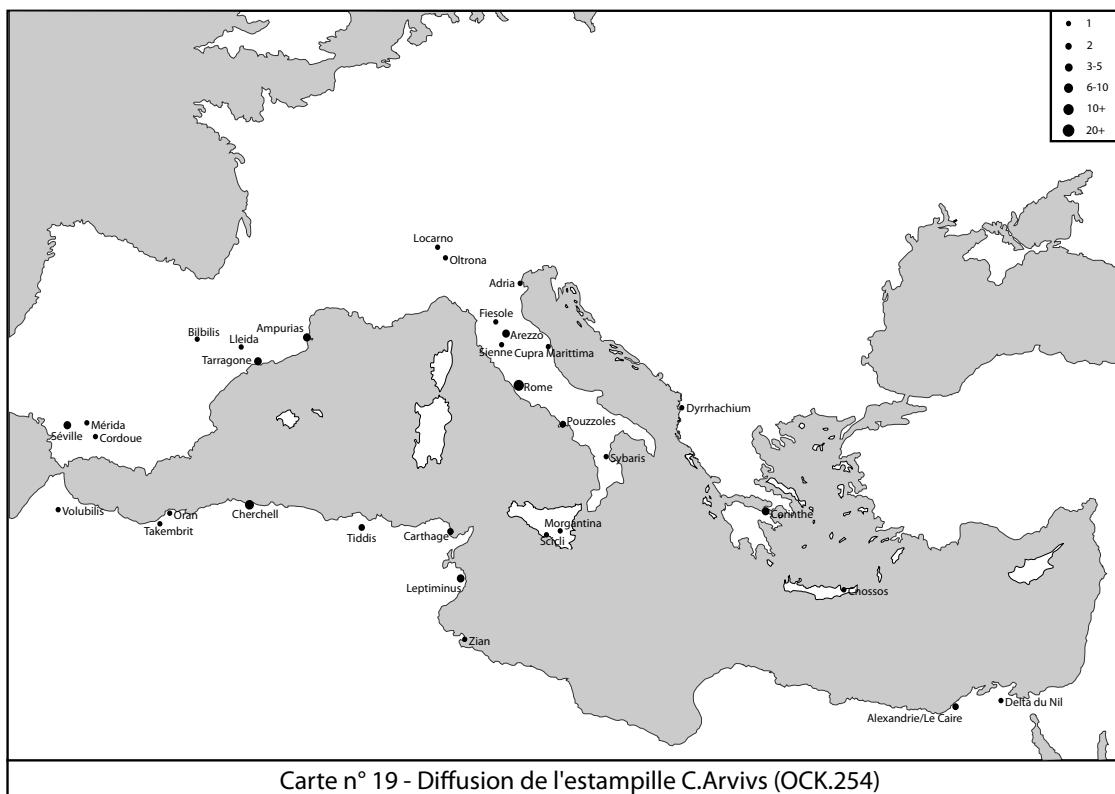 1
2
3-5
6-10
10+
20+
Locarno
Oltrona
Adria
Fiesole
Arezzo
Sienne
Cupra Marittima
Bilbilis
Lleida
Ampurias
Tarragone
Rome
Dyrrhachium
Pouzzoles
Mérida
Séville
Cordoue
Sybaris
Volubilis
Oran
Takembrit
Cherchell
Tiddis
Carthage
Morgantina
Scicli
Corinthe
Leptiminus
Cnossos
Zian
Delta du Nil
Alexandrie/Le Caire
Carte n° 19 - Diffusion de l'estampille C.Arvivs (OCK.254)